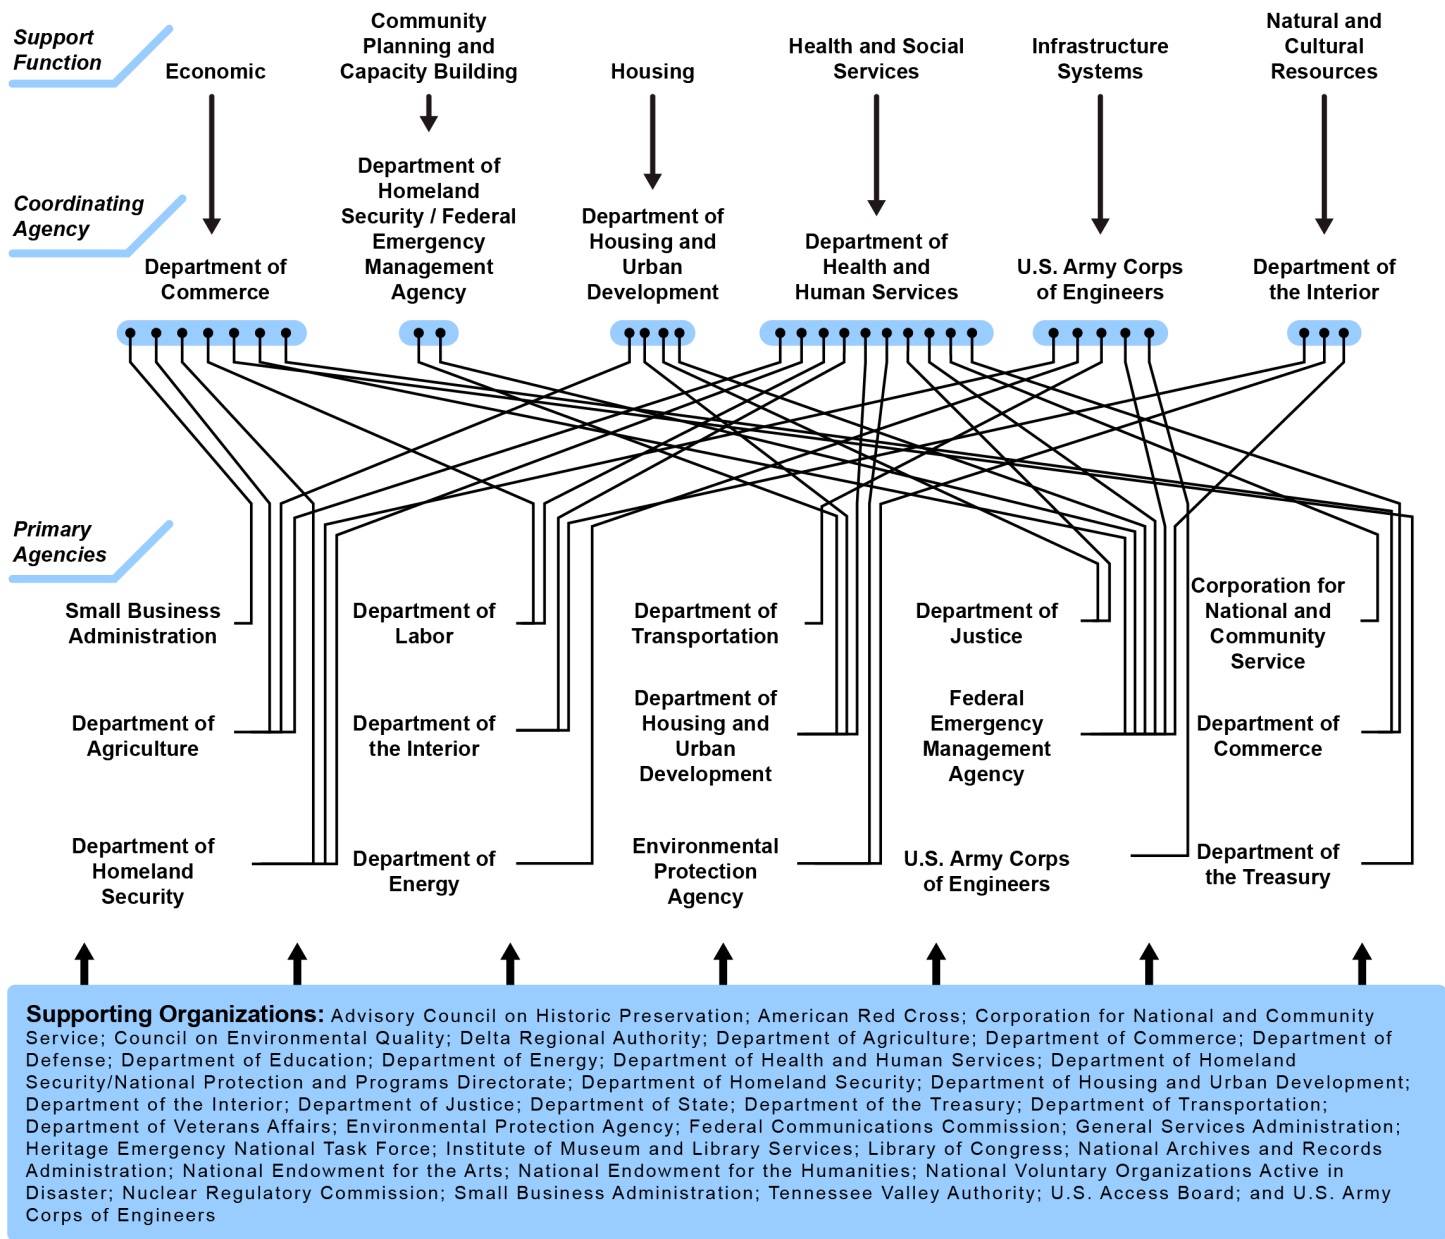 Support
Function
Economic
Community
Planning and
Capacity Building
Housing
Health and Social
Services
Infrastructure
Systems
Natural and
Cultural
Resources
Coordinating
Agency
Department of
Commerce
Department of
Homeland
Security / Federal
Emergency
Management
Agency
Department of
Housing and
Urban
Development
Department of
Health and
Human Services
U.S. Army Corps
of Engineers
Department of
the Interior
Primary
Agencies
Small Business
Administration
Department of
Labor
Department of
Transportation
Department of
Justice
Corporation for
National and
Community
Service
Department of
Agriculture
Department of
the Interior
Department of
Housing and
Urban
Development
Federal
Emergency
Management
Agency
Department of
Commerce
Department of
Homeland
Security
Department of
Energy
Environmental
Protection
Agency
U.S. Army Corps
of Engineers
Department of
the Treasury
Supporting Organizations: Advisory Council on Historic Preservation; American Red Cross; Corporation for National and Community
Service; Council on Environmental Quality; Delta Regional Authority; Department of Agriculture; Department of Commerce; Department of
Defense; Department of Education; Department of Energy; Department of Health and Human Services; Department of Homeland
Security/National Protection and Programs Directorate; Department of Homeland Security; Department of Housing and Urban Development;
Department of the Interior; Department of Justice; Department of State; Department of the Treasury; Department of Transportation;
Department of Veterans Affairs; Environmental Protection Agency; Federal Communications Commission; General Services Administration;
Heritage Emergency National Task Force; Institute of Museum and Library Services; Library of Congress; National Archives and Records
Administration; National Endowment for the Arts; National Endowment for the Humanities; National Voluntary Organizations Active in
Disaster; Nuclear Regulatory Commission; Small Business Administration; Tennessee Valley Authority; U.S. Access Board; and U.S. Army
Corps of Engineers